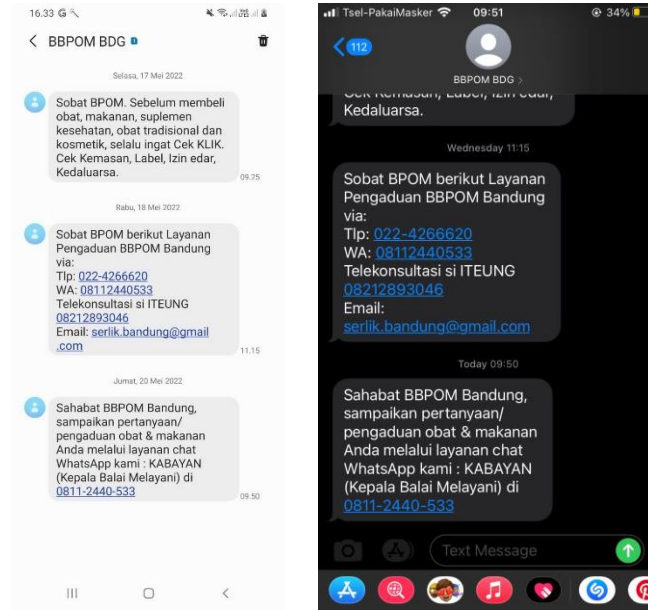 16.33 G
BBPOM BDG
Selasa, 17 Mei 2022
Sobat BPOM. Sebelum membeli
obat, makanan, suplemen
kesehatan, obat tradisional dan
kosmetik, selalu ingat Cek KLIK.
Cek Kemasan, Label, Izin edar,
Kedaluarsa.
09.25
Rabu, 18 Mei 2022
Sobat BPOM berikut Layanan
Pengaduan BBPOM Bandung
via:
Tlp: 022-4266620
WA: 08112440533
Telekonsultasi si ITEUNG
08212893046
Email: serlik.bandung@gmail
.com
11.15
Jumat, 20 Mei 2022
Sahabat BBPOM Bandung,
sampaikan pertanyaan/
pengaduan obat & makanan
Anda melalui layanan chat
WhatsApp kami : KABAYAN
(Kepala Balai Melayani) di
0811-2440-533
09.50
Tsel-PakaiMasker 09:51 34%
112
BBPOM BDG >
Cek Kemasan, Label, Izin edar,
Kedaluarsa.
Wednesday 11:15
Sobat BPOM berikut Layanan
Pengaduan BBPOM Bandung
via:
Tlp: 022-4266620
WA: 08112440533
Telekonsultasi si ITEUNG
08212893046
Email:
serlik.bandung@gmail.com
Today 09:50
Sahabat BBPOM Bandung,
sampaikan pertanyaan/
pengaduan obat & makanan
Anda melalui layanan chat
WhatsApp kami : KABAYAN
(Kepala Balai Melayani) di
0811-2440-533
Text Message